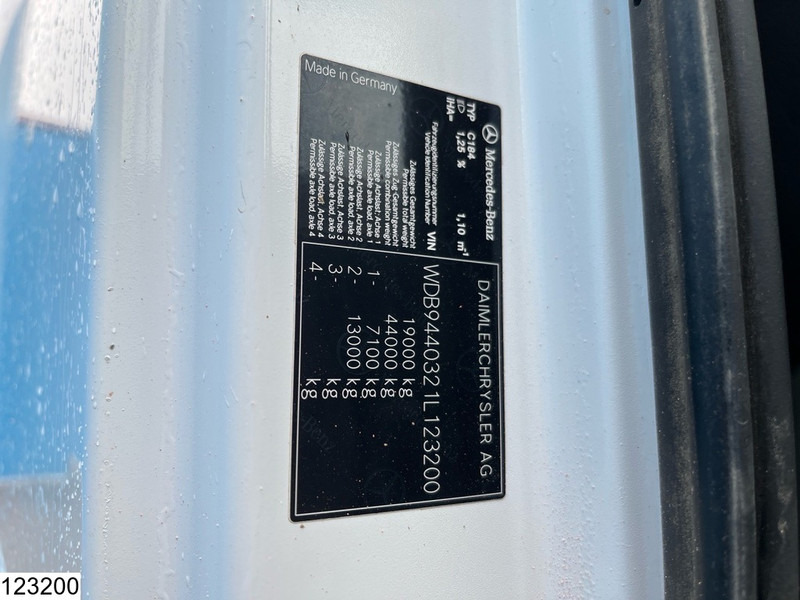 Mercedes-Benz
DAIMLERCHRYSLER AG
TYP C184
ED 1,25 % 1,10 m-1
IHA=
Fahrzeugidentifizierungsnummer
Vehicle Identification Number VIN WDB9440321L123200
Zulässiges Gesamtgewicht
Permissible total weight 19000 kg
Zulässiges Zug-Gesamtgewicht
Permissible combination weight 44000 kg
Zulässige Achslast, Achse 1
Permissible axle load, axle 1 1- 7100 kg
Zulässige Achslast, Achse 2
Permissible axle load, axle 2 2- 13000 kg
Zulässige Achslast, Achse 3
Permissible axle load, axle 3 3- kg
Zulässige Achslast, Achse 4
Permissible axle load, axle 4 4- kg
Made in Germany
123200